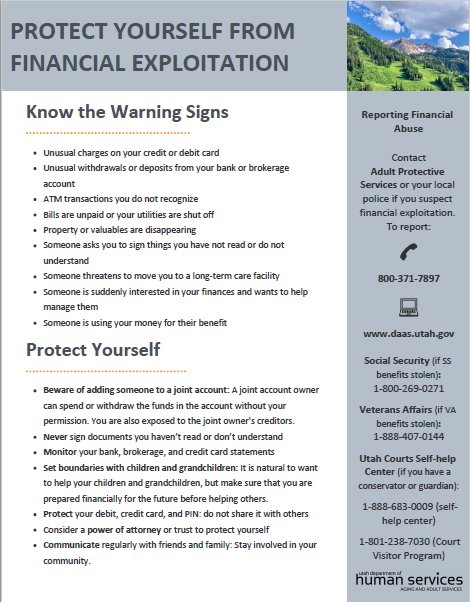 PROTECT YOURSELF FROM
FINANCIAL EXPLOITATION
Know the Warning Signs
• Unusual charges on your credit or debit card
• Unusual withdrawals or deposits from your bank or brokerage
account
• ATM transactions you do not recognize
• Bills are unpaid or your utilities are shut off
• Property or valuables are disappearing
• Someone asks you to sign things you have not read or do not
understand
• Someone threatens to move you to a long-term care facility
• Someone is suddenly interested in your finances and wants to help
manage them
• Someone is using your money for their benefit
Protect Yourself
• Beware of adding someone to a joint account: A joint account owner
can spend or withdraw the funds in the account without your
permission. You are also exposed to the joint owner's creditors.
• Never sign documents you haven't read or don't understand
• Monitor your bank, brokerage, and credit card statements
• Set boundaries with children and grandchildren: It is natural to want
to help your children and grandchildren, but make sure that you are
prepared financially for the future before helping others.
• Protect your debit, credit card, and PIN: do not share it with others
• Consider a power of attorney or trust to protect yourself
• Communicate regularly with friends and family: Stay involved in your
community.
Reporting Financial
Abuse
Contact
Adult Protective
Services or your local
police if you suspect
financial exploitation.
To report:
800-371-7897
www.daas.utah.gov
Social Security (if SS
benefits stolen):
1-800-269-0271
Veterans Affairs (if VA
benefits stolen):
1-888-407-0144
Utah Courts Self-help
Center (if you have a
conservator or guardian):
1-888-683-0009 (self-
help center)
1-801-238-7030 (Court
Visitor Program)
utah department of
human services
AGING AND ADULT SERVICES